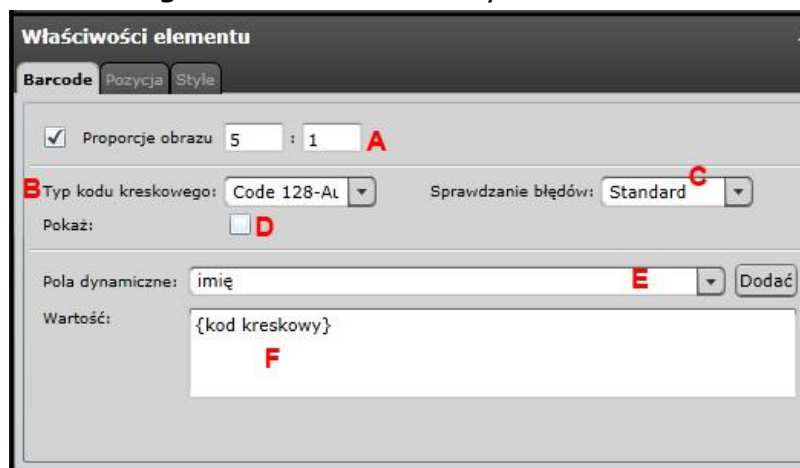 Właściwości elementu
Barcode Pozycja Style
Proporcje obrazu 5 : 1 A
B Typ kodu kreskowego: Code 128-Au Sprawdzanie błędów: Standard C
Pokaż: D
Pola dynamiczne: imię E Dodać
Wartość: {kod kreskowy}
F